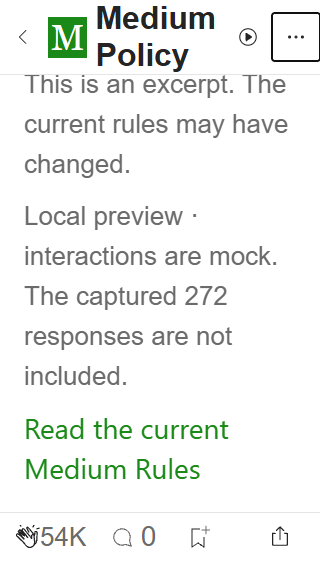 M
Medium
Policy
This is an excerpt. The
current rules may have
changed.
Local preview ·
interactions are mock.
The captured 272
responses are not
included.
Read the current
Medium Rules
54K
0